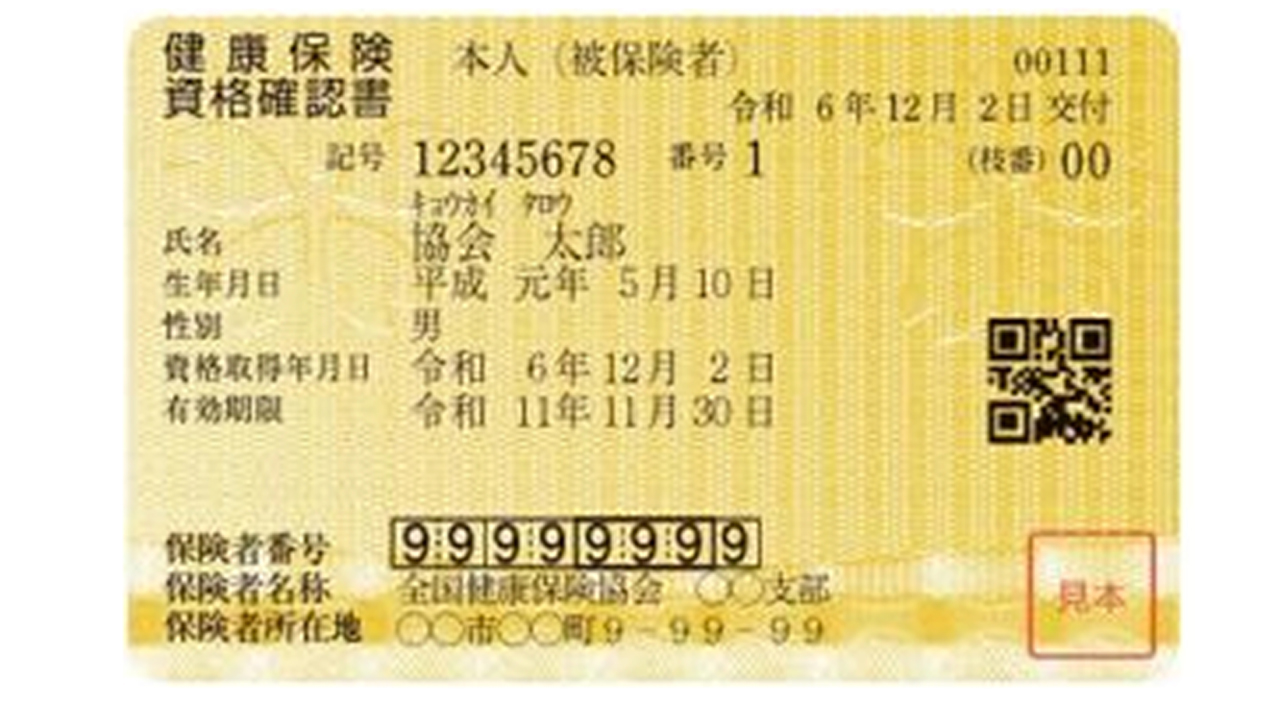 健康保険 本人（被保険者） 00111
資格確認書 令和 6年12月 2日 交付
記号 12345678 番号 1 （枝番）00
ｷｮｳｶｲ ﾀﾛｳ
氏名 協会 太郎
生年月日 平成 元年 5月10日
性別 男
資格取得年月日 令和 6年12月 2日
有効期限 令和 11年11月30日
保険者番号 99999999
保険者名称 全国健康保険協会 〇〇支部
保険者所在地 〇〇市〇〇町9－99－99
見本